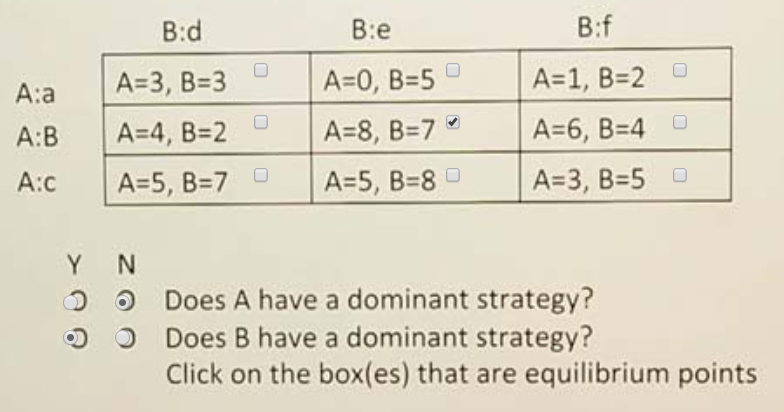 B:d B:e B:f
A:a A=3, B=3 A=0, B=5 A=1, B=2
A:B A=4, B=2 A=8, B=7 A=6, B=4
A:c A=5, B=7 A=5, B=8 A=3, B=5
Y N
Does A have a dominant strategy?
Does B have a dominant strategy?
Click on the box(es) that are equilibrium points